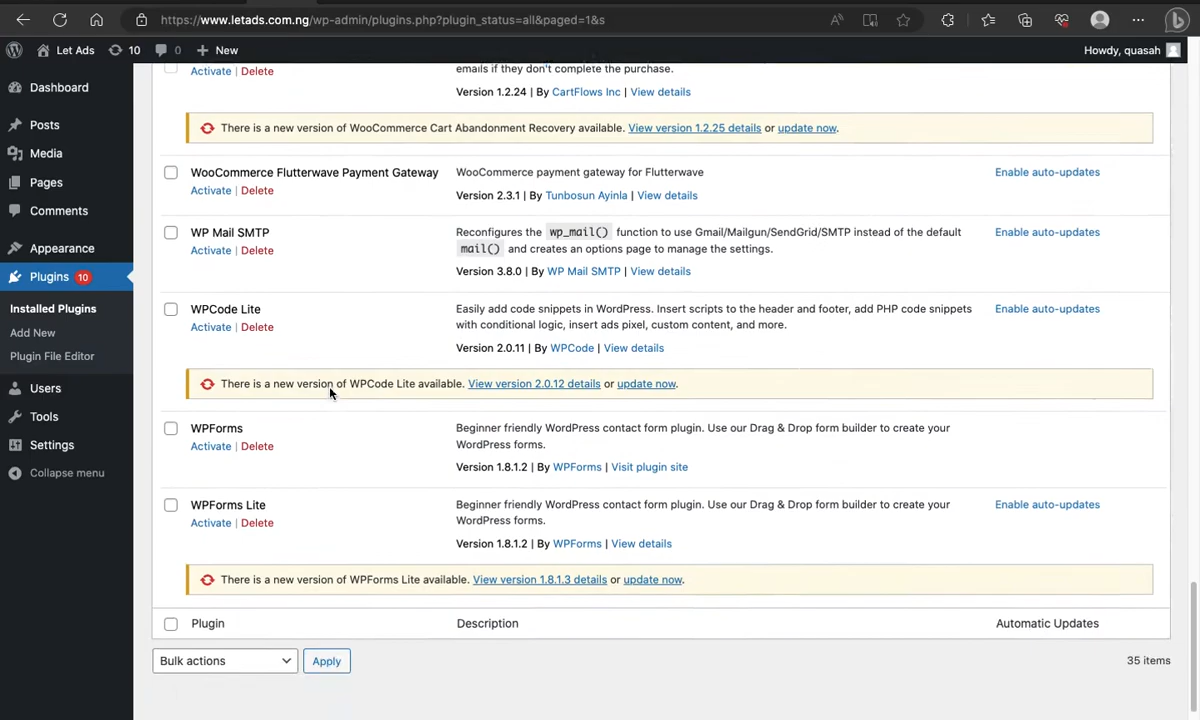 https://www.letads.com.ng/wp-admin/plugins.php?plugin_status=all&paged=1&s
Let Ads 10 0 New Howdy, quasah
Dashboard
Posts
Media
Pages
Comments
Appearance
Plugins 10
Installed Plugins
Add New
Plugin File Editor
Users
Tools
Settings
Collapse menu
Activate | Delete
emails if they don't complete the purchase.
Version 1.2.24 | By CartFlows Inc | View details
There is a new version of WooCommerce Cart Abandonment Recovery available. View version 1.2.25 details or update now.
WooCommerce Flutterwave Payment Gateway
Activate | Delete
WooCommerce payment gateway for Flutterwave
Version 2.3.1 | By Tunbosun Ayinla | View details
Enable auto-updates
WP Mail SMTP
Activate | Delete
Reconfigures the wp_mail() function to use Gmail/Mailgun/SendGrid/SMTP instead of the default
mail() and creates an options page to manage the settings.
Version 3.8.0 | By WP Mail SMTP | View details
Enable auto-updates
WPCode Lite
Activate | Delete
Easily add code snippets in WordPress. Insert scripts to the header and footer, add PHP code snippets
with conditional logic, insert ads pixel, custom content, and more.
Version 2.0.11 | By WPCode | View details
Enable auto-updates
There is a new version of WPCode Lite available. View version 2.0.12 details or update now.
WPForms
Activate | Delete
Beginner friendly WordPress contact form plugin. Use our Drag & Drop form builder to create your
WordPress forms.
Version 1.8.1.2 | By WPForms | Visit plugin site
WPForms Lite
Activate | Delete
Beginner friendly WordPress contact form plugin. Use our Drag & Drop form builder to create your
WordPress forms.
Version 1.8.1.2 | By WPForms | View details
Enable auto-updates
There is a new version of WPForms Lite available. View version 1.8.1.3 details or update now.
Plugin Description Automatic Updates
Bulk actions Apply 35 items